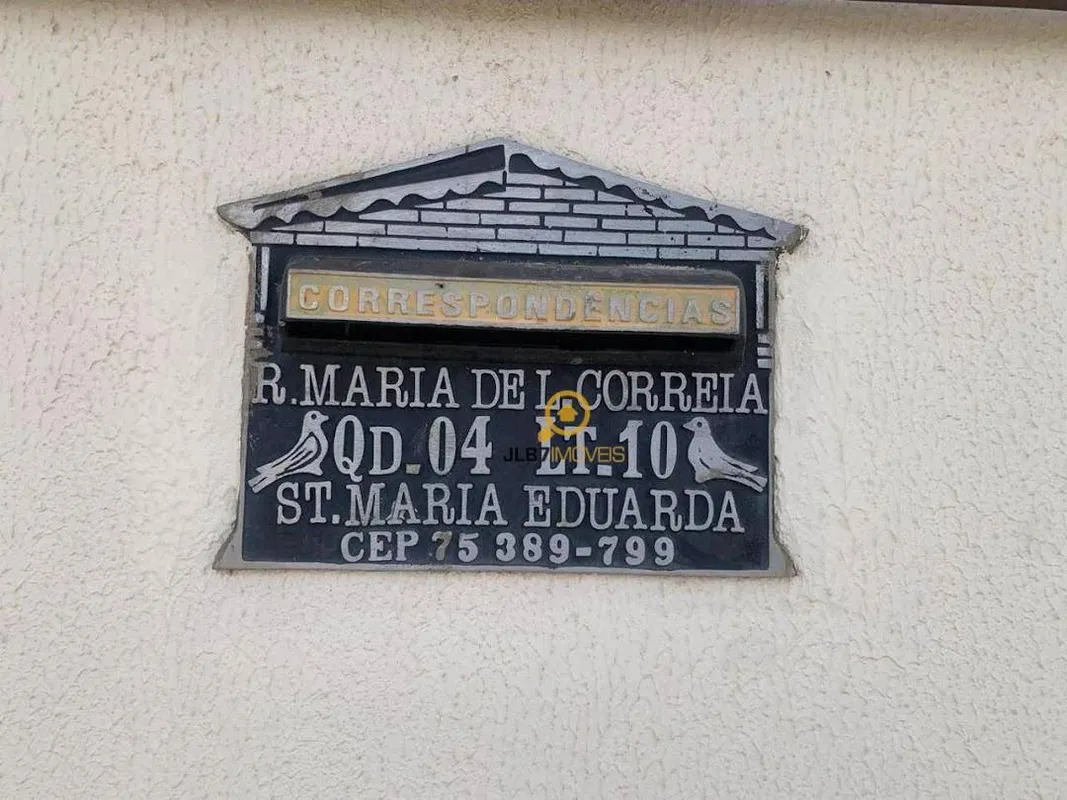 CORRESPONDÊNCIAS
R. MARIA DE L. CORREIA
QD. 04 LT. 10
JLB7IMOVEIS
ST. MARIA EDUARDA
CEP 75 389-799